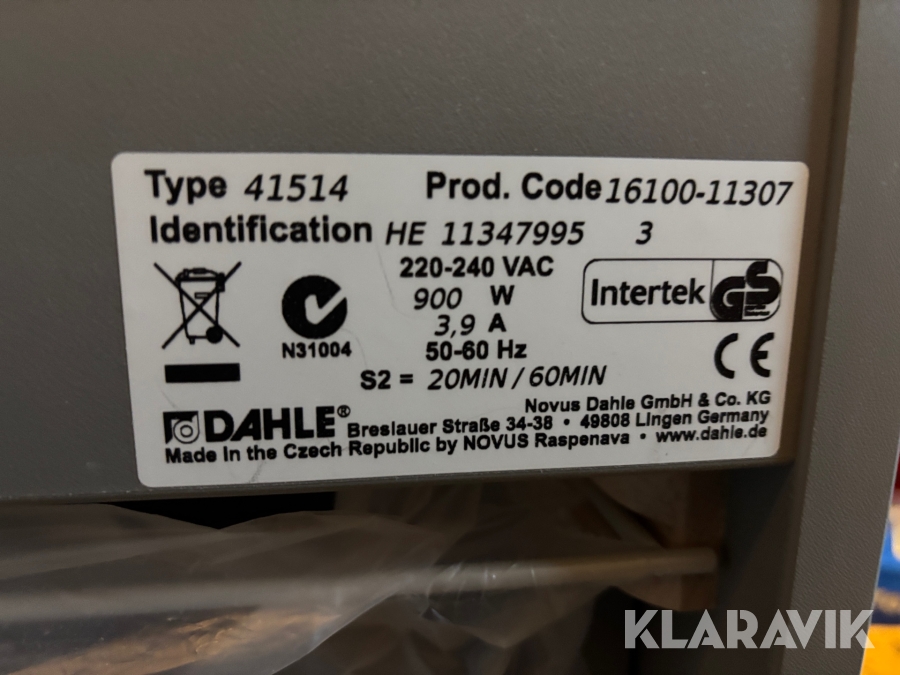 Type 41514 Prod. Code 16100-11307
Identification HE 11347995 3
220-240 VAC
900 W
3,9 A
50-60 Hz
S2 = 20MIN / 60MIN
N31004
Intertek GS
CE
DAHLE®
Novus Dahle GmbH & Co. KG
Breslauer Straße 34-38 • 49808 Lingen Germany
Made in the Czech Republic by NOVUS Raspenava • www.dahle.de
KLARAVIK